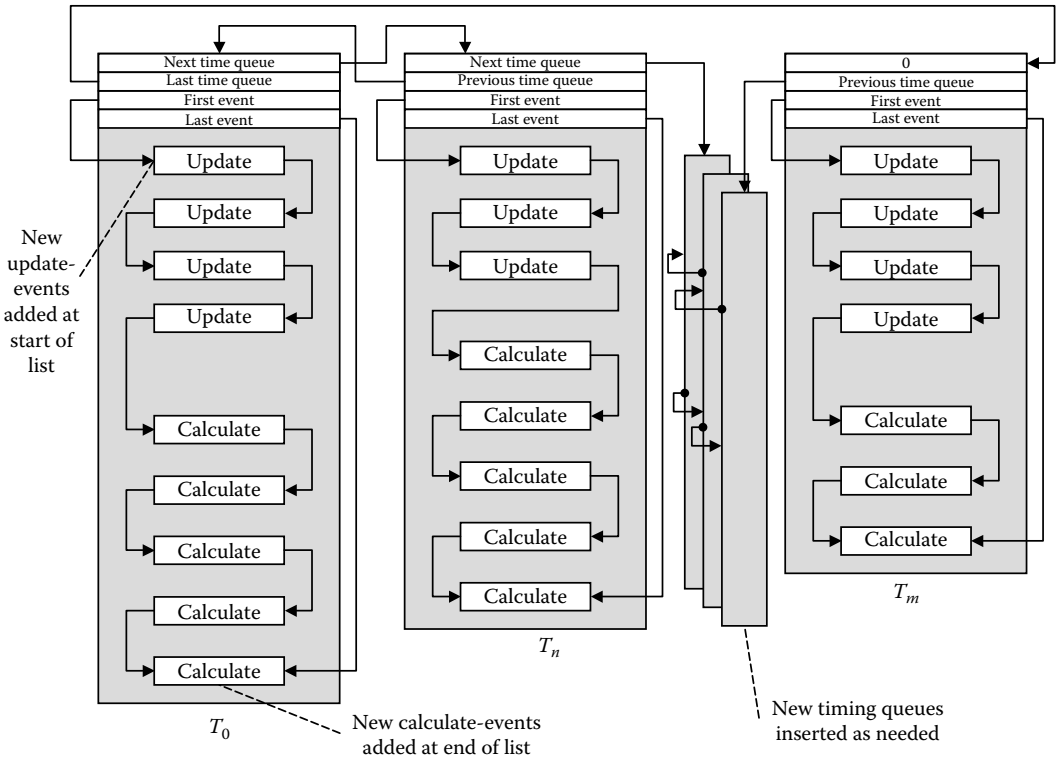 Next time queue
Last time queue
First event
Last event
Update
Update
Update
Update
Calculate
Calculate
Calculate
Calculate
Calculate
T0
New
update-
events
added at
start of
list
New calculate-events
added at end of list
Next time queue
Previous time queue
First event
Last event
Update
Update
Update
Calculate
Calculate
Calculate
Calculate
Calculate
Tn
New timing queues
inserted as needed
0
Previous time queue
First event
Last event
Update
Update
Update
Update
Calculate
Calculate
Calculate
Tm